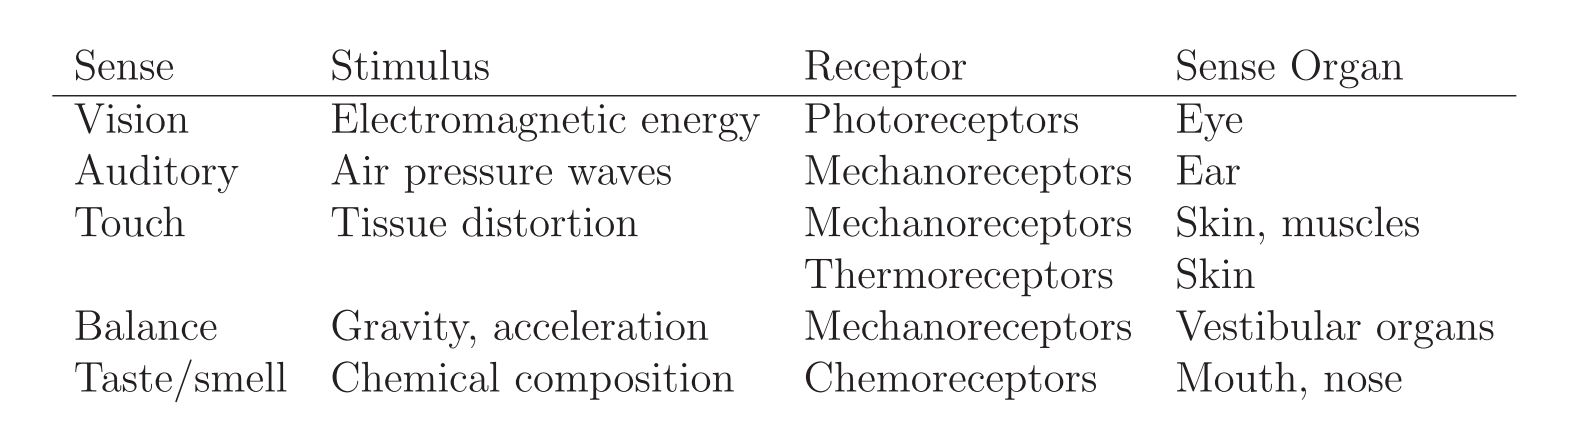 Sense Stimulus Receptor Sense Organ
Vision Electromagnetic energy Photoreceptors Eye
Auditory Air pressure waves Mechanoreceptors Ear
Touch Tissue distortion Mechanoreceptors Skin, muscles
Thermoreceptors Skin
Balance Gravity, acceleration Mechanoreceptors Vestibular organs
Taste/smell Chemical composition Chemoreceptors Mouth, nose